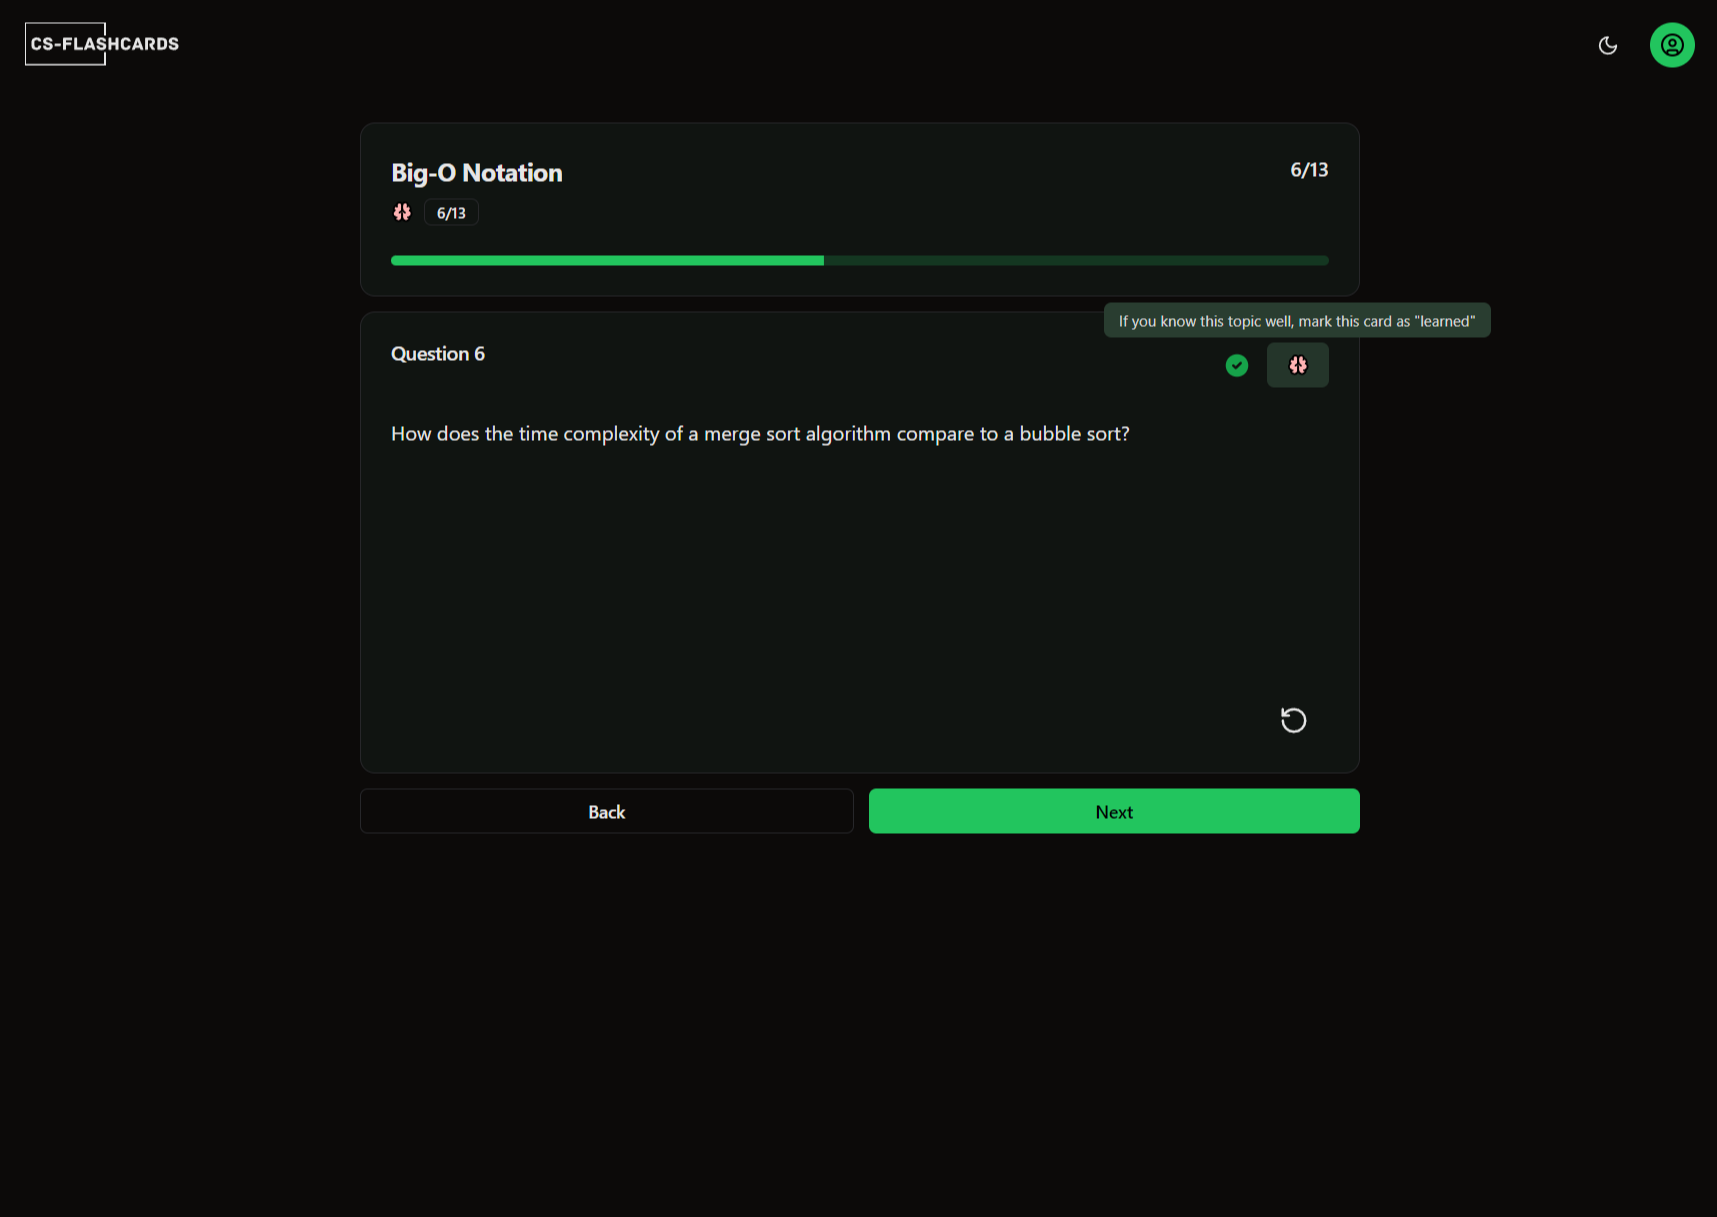 CS-FLASHCARDS
Big-O Notation
6/13
6/13
If you know this topic well, mark this card as "learned"
Question 6
How does the time complexity of a merge sort algorithm compare to a bubble sort?
Back
Next